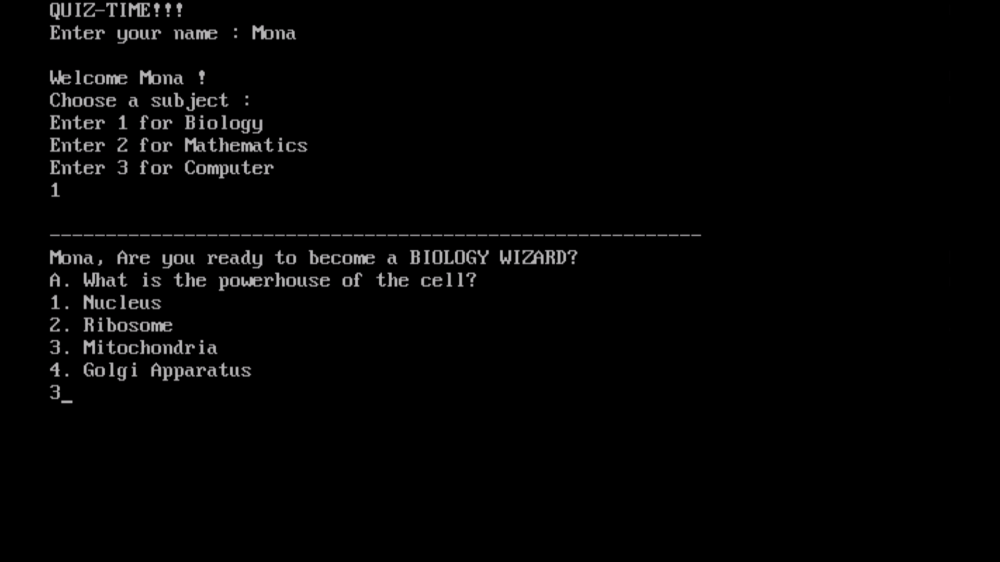 QUIZ-TIME!!!
Enter your name : Mona
Welcome Mona !
Choose a subject :
Enter 1 for Biology
Enter 2 for Mathematics
Enter 3 for Computer
1
----------------------------------------------------------
Mona, Are you ready to become a BIOLOGY WIZARD?
A. What is the powerhouse of the cell?
1. Nucleus
2. Ribosome
3. Mitochondria
4. Golgi Apparatus
3_